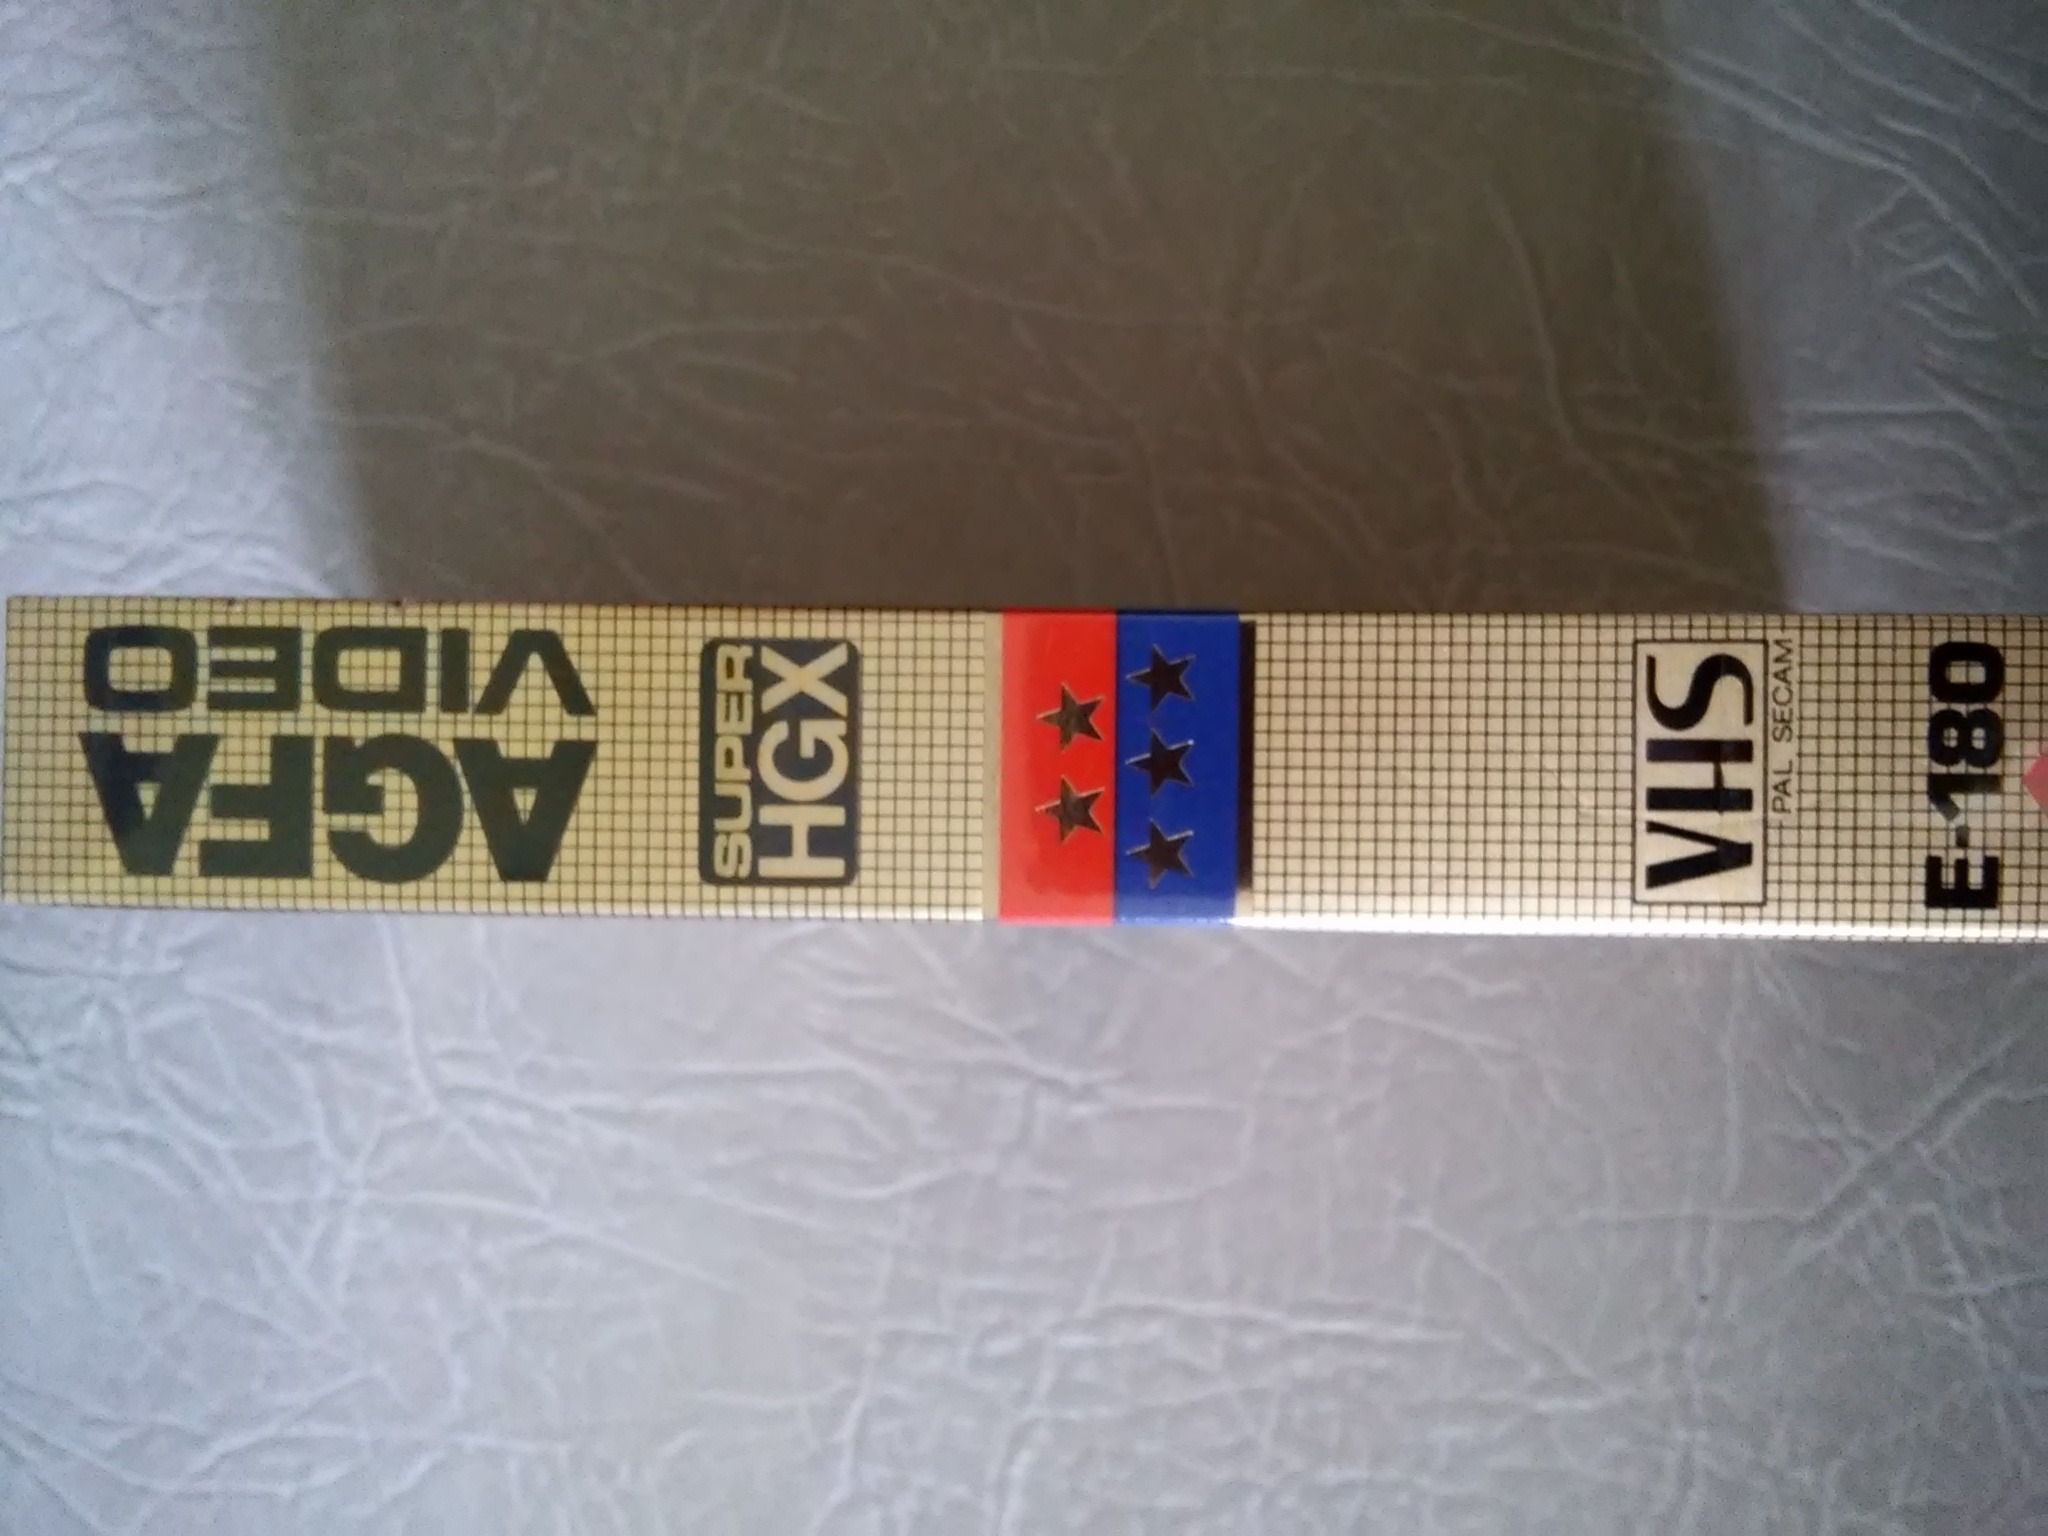 AGFA
VIDEO
SUPER
HGX
VHS
PAL SECAM
E-180